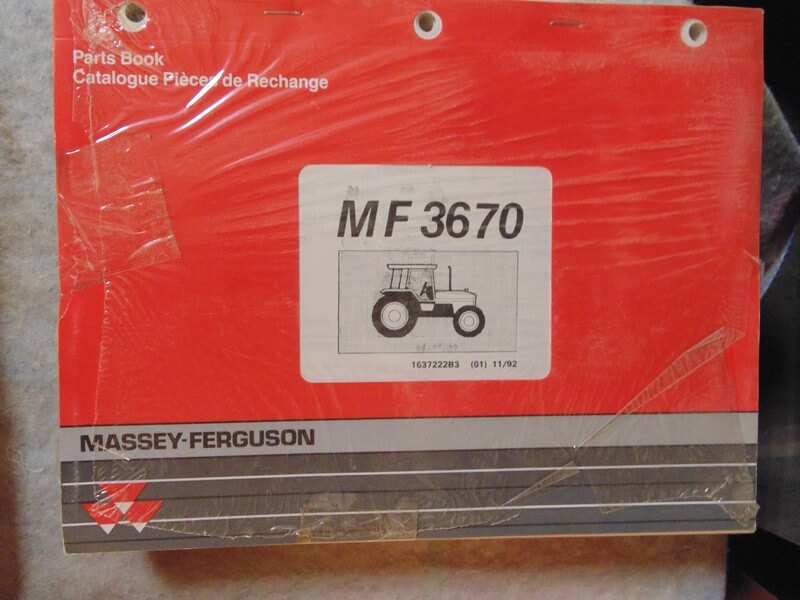 Parts Book
Catalogue Pièces de Rechange
MF 3670
1637222B3 (01) 11/92
MASSEY-FERGUSON